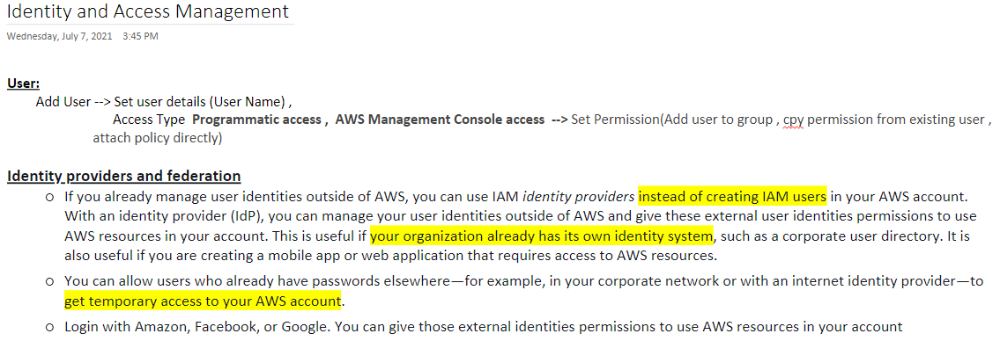 Identity and Access Management
Wednesday, July 7, 2021 3:45 PM
User:
Add User --> Set user details (User Name) ,
Access Type Programmatic access , AWS Management Console access --> Set Permission(Add user to group , cpy permission from existing user ,
attach policy directly)
Identity providers and federation
o If you already manage user identities outside of AWS, you can use IAM identity providers instead of creating IAM users in your AWS account.
With an identity provider (IdP), you can manage your user identities outside of AWS and give these external user identities permissions to use
AWS resources in your account. This is useful if your organization already has its own identity system, such as a corporate user directory. It is
also useful if you are creating a mobile app or web application that requires access to AWS resources.
o You can allow users who already have passwords elsewhere—for example, in your corporate network or with an internet identity provider—to
get temporary access to your AWS account.
o Login with Amazon, Facebook, or Google. You can give those external identities permissions to use AWS resources in your account